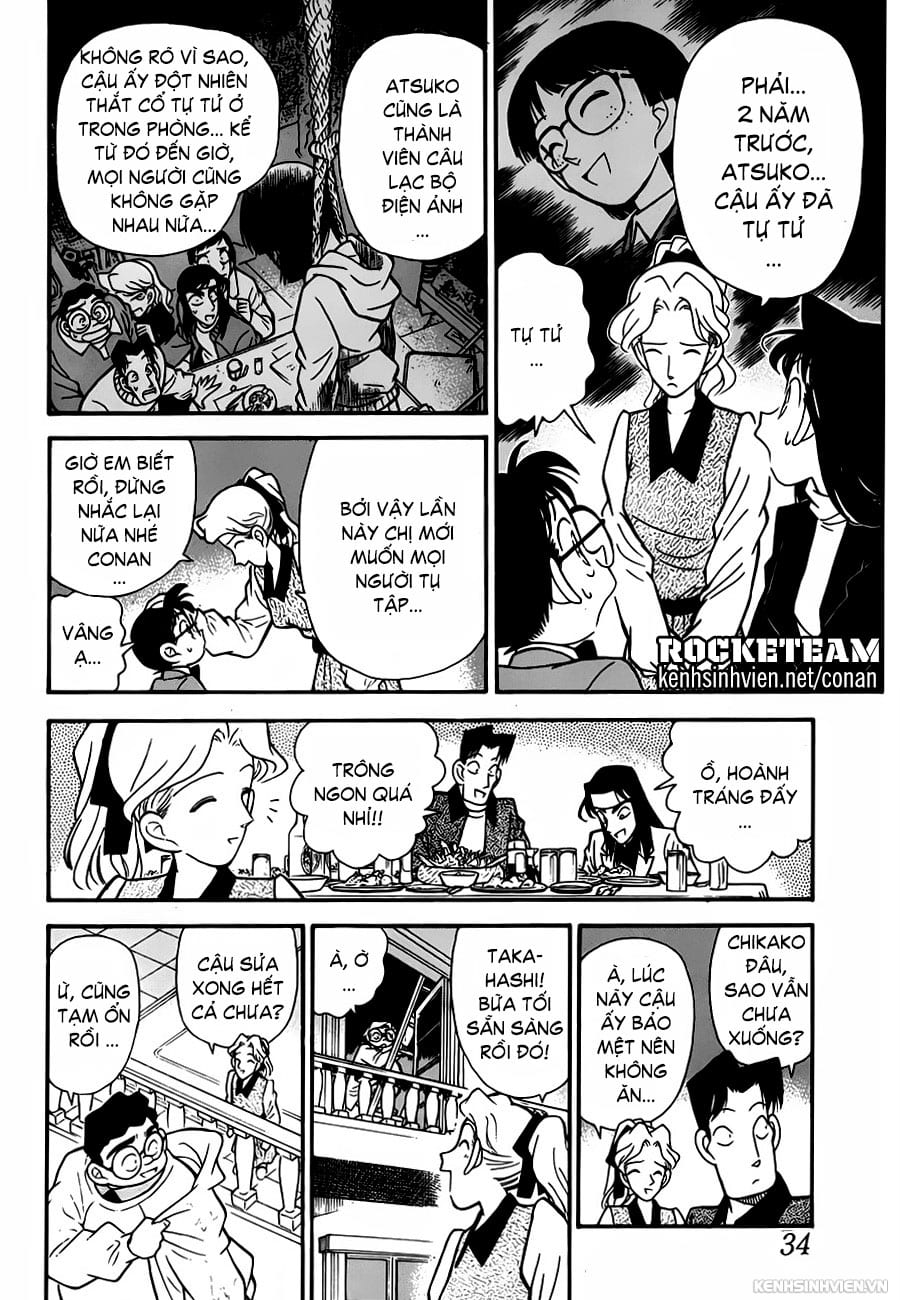 PHẢI...
2 NĂM
TRƯỚC,
ATSUKO...
CẬU ẤY ĐÃ
TỰ TỬ
...
TỰ TỬ
...
ATSUKO
CŨNG LÀ
THÀNH
VIÊN CÂU
LẠC BỘ
ĐIỆN ẢNH
...
KHÔNG RÕ VÌ SAO,
CẬU ẤY ĐỘT NHIÊN
THẮT CỔ TỰ TỬ Ở
TRONG PHÒNG... KỂ
TỪ ĐÓ ĐẾN GIỜ,
MỌI NGƯỜI CŨNG
KHÔNG GẶP
NHAU NỮA...
BỞI VẬY LẦN
NÀY CHỊ MỚI
MUỐN MỌI
NGƯỜI TỤ
TẬP...
GIỜ EM BIẾT
RỒI, ĐỪNG
NHẮC LẠI
NỮA NHÉ
CONAN
...
VÂNG
Ạ...
ROCKETEAM
kenhsinhvien.net/conan
Ồ, HOÀNH
TRÁNG ĐẤY
...
TRÔNG
NGON QUÁ
NHỈ!!
CHIKAKO
ĐÂU,
SAO VẪN
CHƯA
XUỐNG?
À, LÚC
NÀY CẬU
ẤY BẢO
MỆT NÊN
KHÔNG
ĂN...
TAKA-
HASHI!
BỮA TỐI
SẴN SÀNG
RỒI ĐÓ!
À, Ờ
...
CẬU SỬA
XONG HẾT
CẢ CHƯA?
Ừ, CŨNG
TẠM ỔN
RỒI ...
34
KENHSINHVIEN.VN